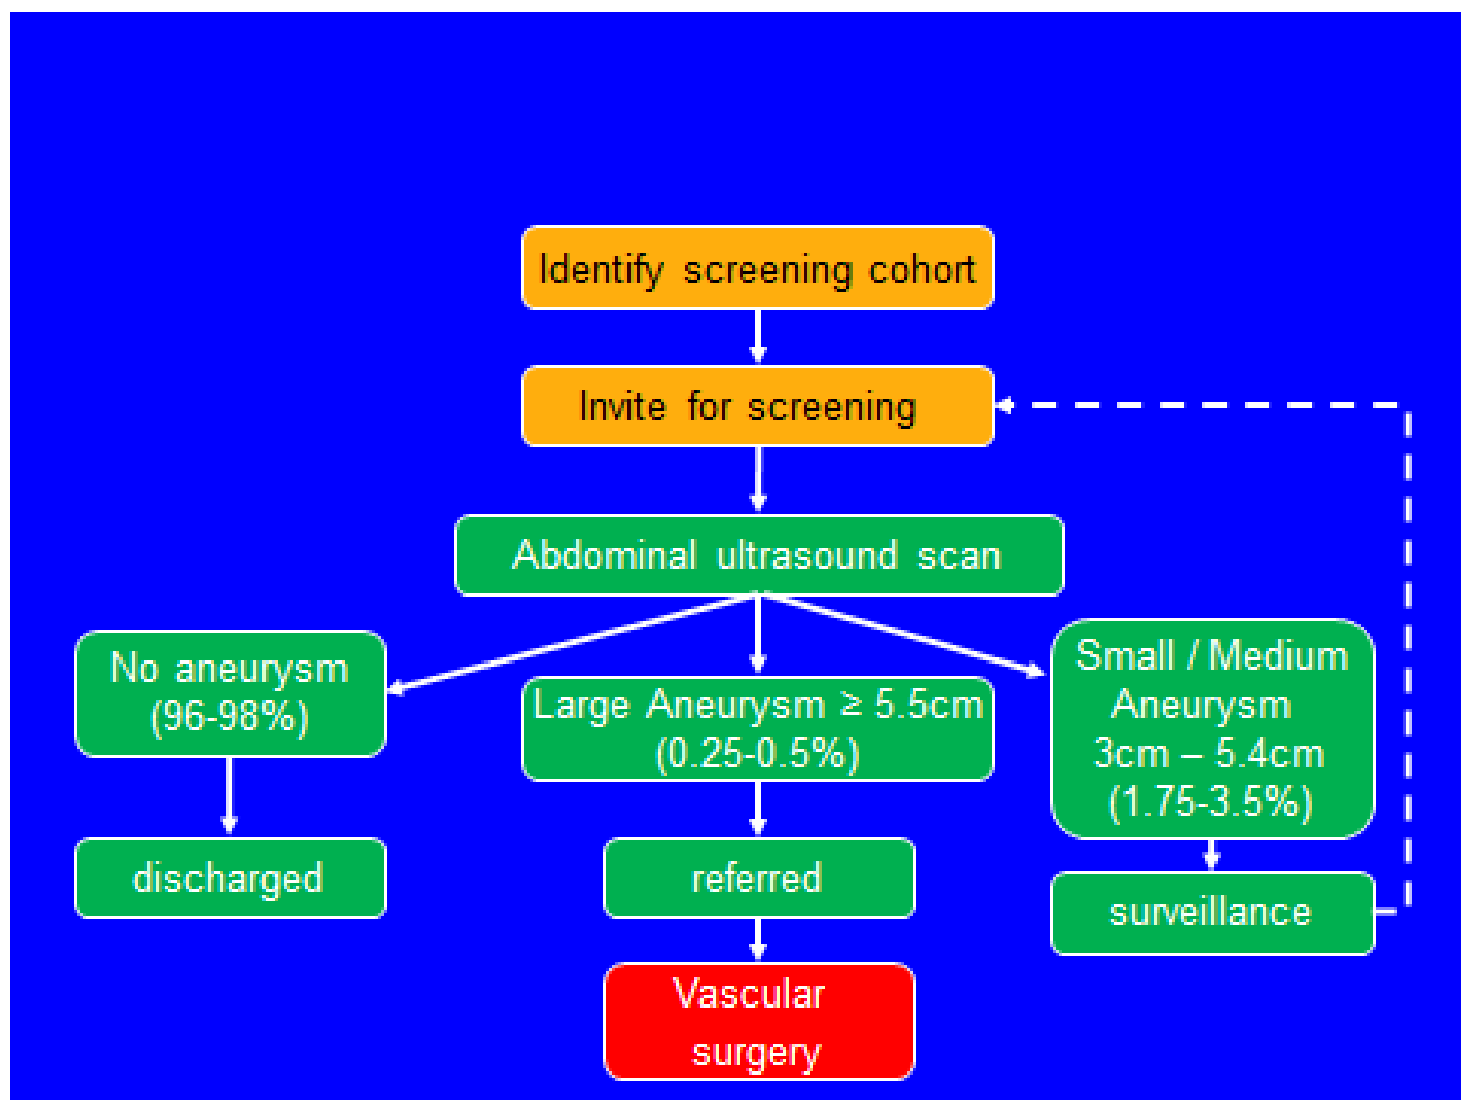 Identify screening cohort
Invite for screening
Abdominal ultrasound scan
No aneurysm
(96-98%)
discharged
Large Aneurysm ≥ 5.5cm
(0.25-0.5%)
referred
Vascular
surgery
Small / Medium
Aneurysm
3cm – 5.4cm
(1.75-3.5%)
surveillance